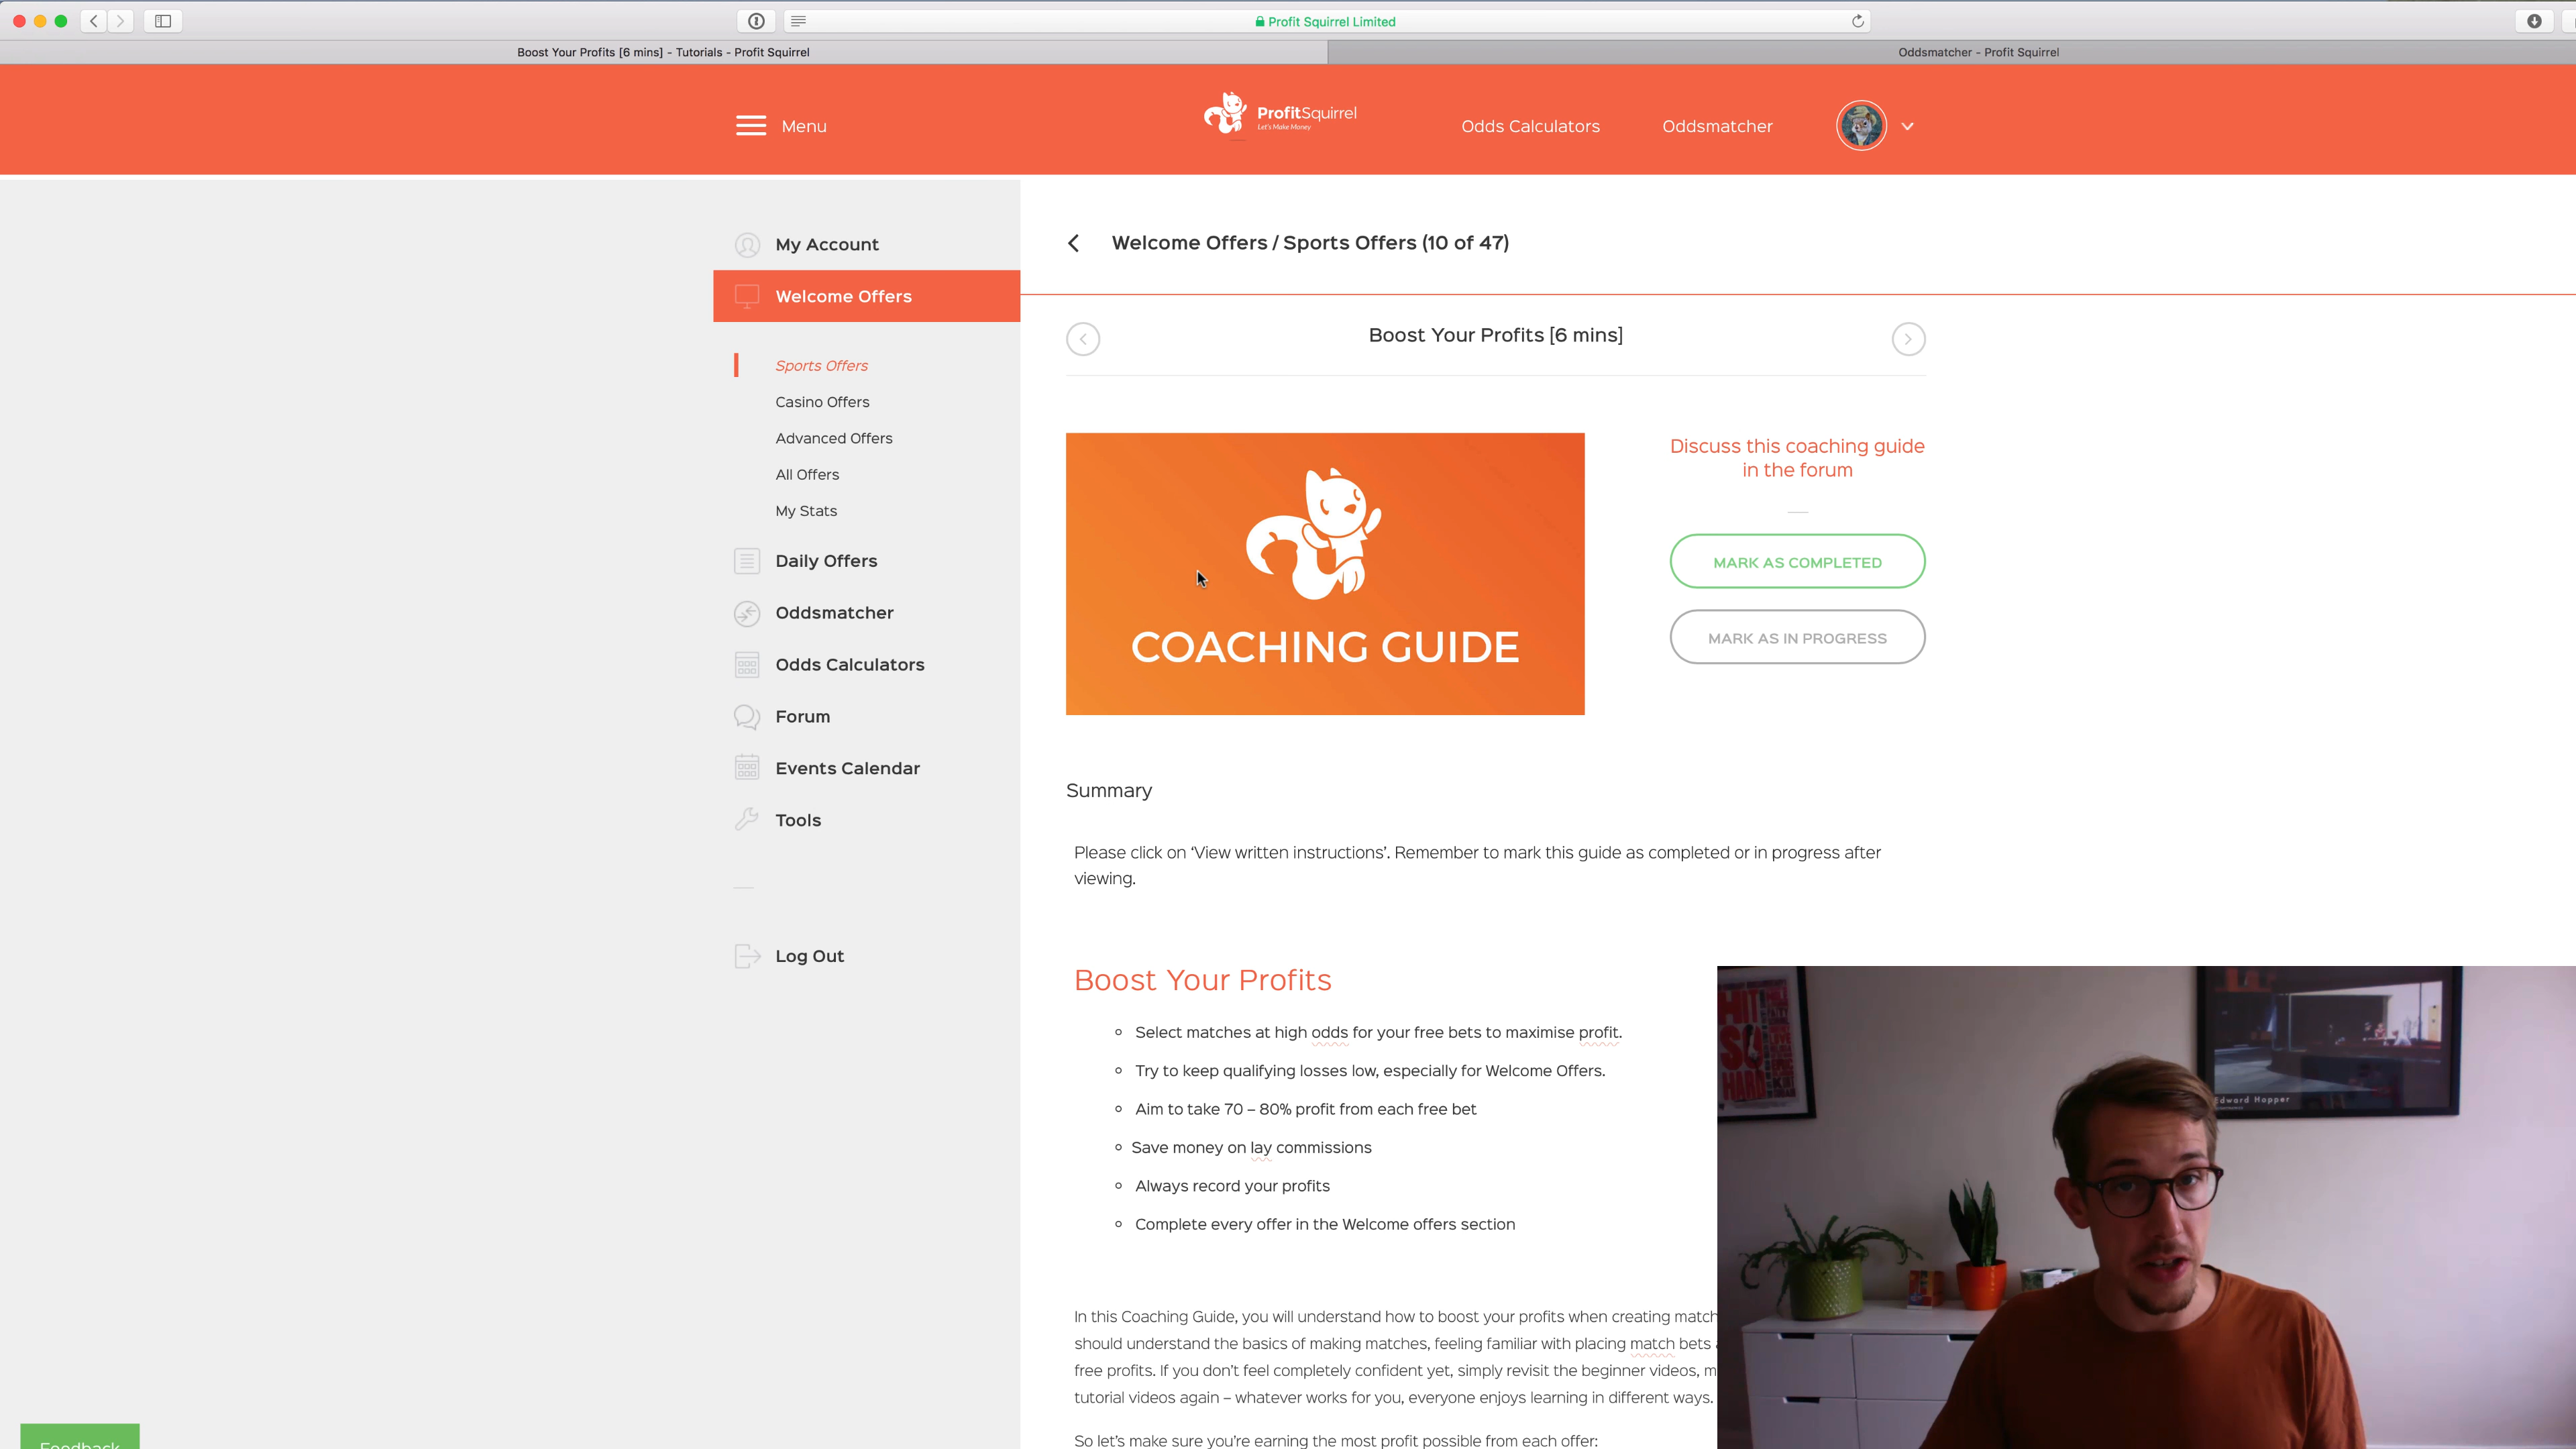 Profit Squirrel Limited
Boost Your Profits [6 mins] - Tutorials - Profit Squirrel
Oddsmatcher - Profit Squirrel
Menu
ProfitSquirrel
Let's Make Money
Odds Calculators
Oddsmatcher
My Account
Welcome Offers
Sports Offers
Casino Offers
Advanced Offers
All Offers
My Stats
Daily Offers
Oddsmatcher
Odds Calculators
Forum
Events Calendar
Tools
Log Out
Feedback
Welcome Offers / Sports Offers (10 of 47)
Boost Your Profits [6 mins]
COACHING GUIDE
Discuss this coaching guide
in the forum
MARK AS COMPLETED
MARK AS IN PROGRESS
Summary
Please click on ‘View written instructions’. Remember to mark this guide as completed or in progress after
viewing.
Boost Your Profits
Select matches at high odds for your free bets to maximise profit.
Try to keep qualifying losses low, especially for Welcome Offers.
Aim to take 70 – 80% profit from each free bet
Save money on lay commissions
Always record your profits
Complete every offer in the Welcome offers section
In this Coaching Guide, you will understand how to boost your profits when creating match
should understand the basics of making matches, feeling familiar with placing match bets
free profits. If you don’t feel completely confident yet, simply revisit the beginner videos, m
tutorial videos again – whatever works for you, everyone enjoys learning in different ways.
So let’s make sure you’re earning the most profit possible from each offer:
Edward Hopper